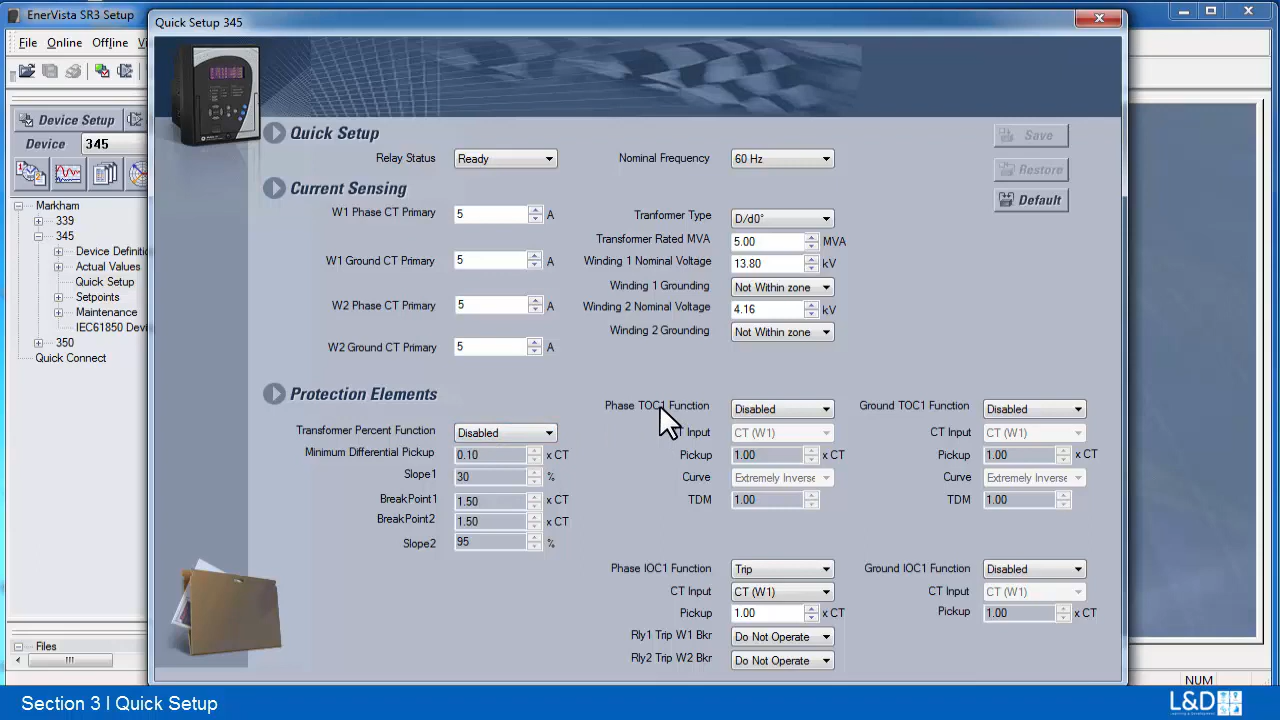 EnerVista SR3 Setup
Quick Setup 345
File Online Offline
Device Setup
Device 345
Markham
339
345
Device Definiti
Actual Values
Quick Setup
Setpoints
Maintenance
IEC61850 Devi
350
Quick Connect
Files
Quick Setup
Relay Status Ready Nominal Frequency 60 Hz
Save
Restore
Default
Current Sensing
W1 Phase CT Primary 5 A
W1 Ground CT Primary 5 A
W2 Phase CT Primary 5 A
W2 Ground CT Primary 5 A
Tranformer Type D/d0°
Transformer Rated MVA 5.00 MVA
Winding 1 Nominal Voltage 13.80 kV
Winding 1 Grounding Not Within zone
Winding 2 Nominal Voltage 4.16 kV
Winding 2 Grounding Not Within zone
Protection Elements
Transformer Percent Function Disabled
Minimum Differential Pickup 0.10 x CT
Slope1 30 %
BreakPoint1 1.50 x CT
BreakPoint2 1.50 x CT
Slope2 95 %
Phase TOC1 Function Disabled
Input CT (W1)
Pickup 1.00 x CT
Curve Extremely Inverse
TDM 1.00
Ground TOC1 Function Disabled
CT Input CT (W1)
Pickup 1.00 x CT
Curve Extremely Inverse
TDM 1.00
Phase IOC1 Function Trip
CT Input CT (W1)
Pickup 1.00 x CT
Rly1 Trip W1 Bkr Do Not Operate
Rly2 Trip W2 Bkr Do Not Operate
Ground IOC1 Function Disabled
CT Input CT (W1)
Pickup 1.00 x CT
NUM
Section 3 | Quick Setup
L&D